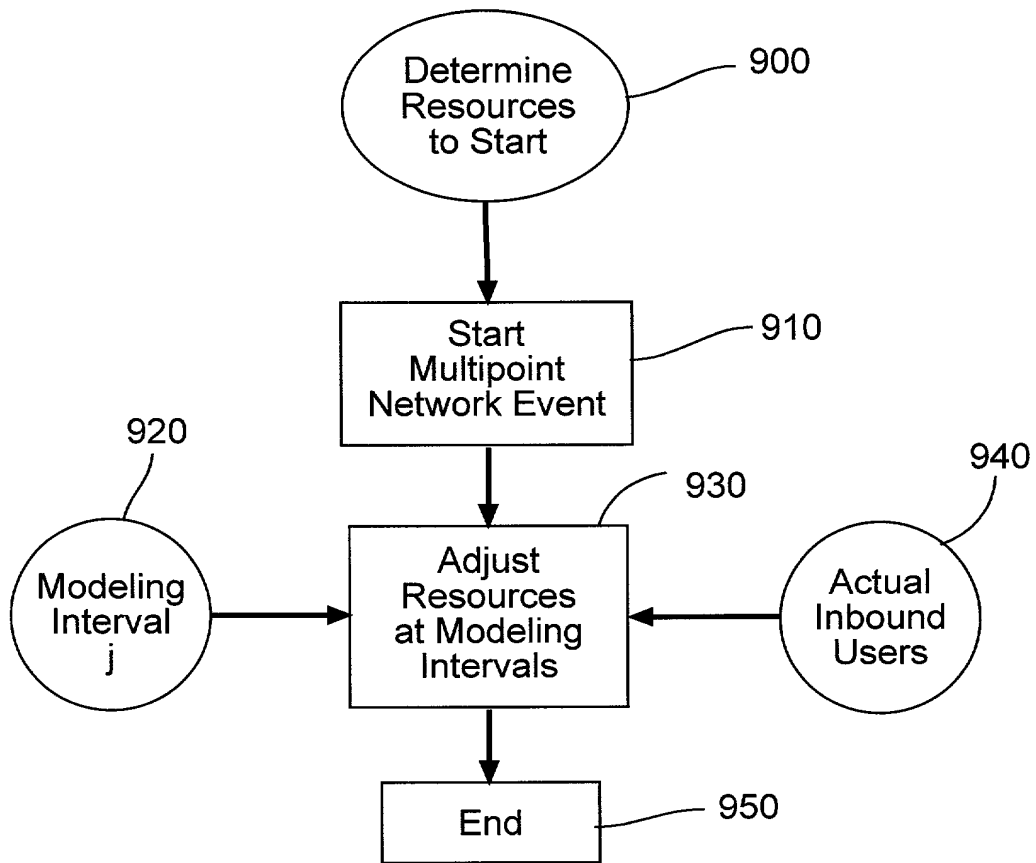 Determine
Resources
to Start
900
Start
Multipoint
Network Event
910
920
930
940
Modeling
Interval
j
Adjust
Resources
at Modeling
Intervals
Actual
Inbound
Users
End
950